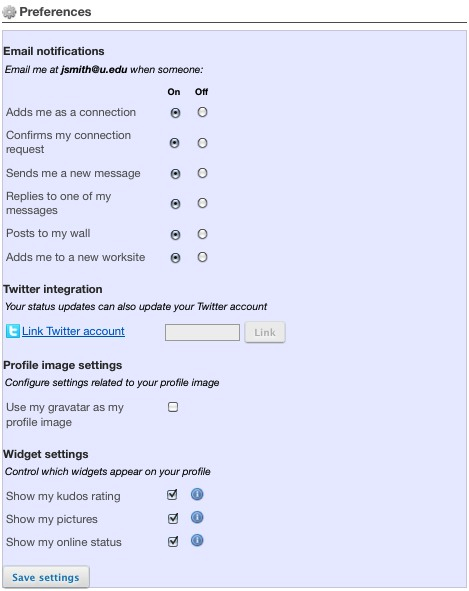 Preferences
Email notifications
Email me at jsmith@u.edu when someone:
On Off
Adds me as a connection
Confirms my connection
request
Sends me a new message
Replies to one of my
messages
Posts to my wall
Adds me to a new worksite
Twitter integration
Your status updates can also update your Twitter account
t Link Twitter account Link
Profile image settings
Configure settings related to your profile image
Use my gravatar as my
profile image
Widget settings
Control which widgets appear on your profile
Show my kudos rating i
Show my pictures i
Show my online status i
Save settings